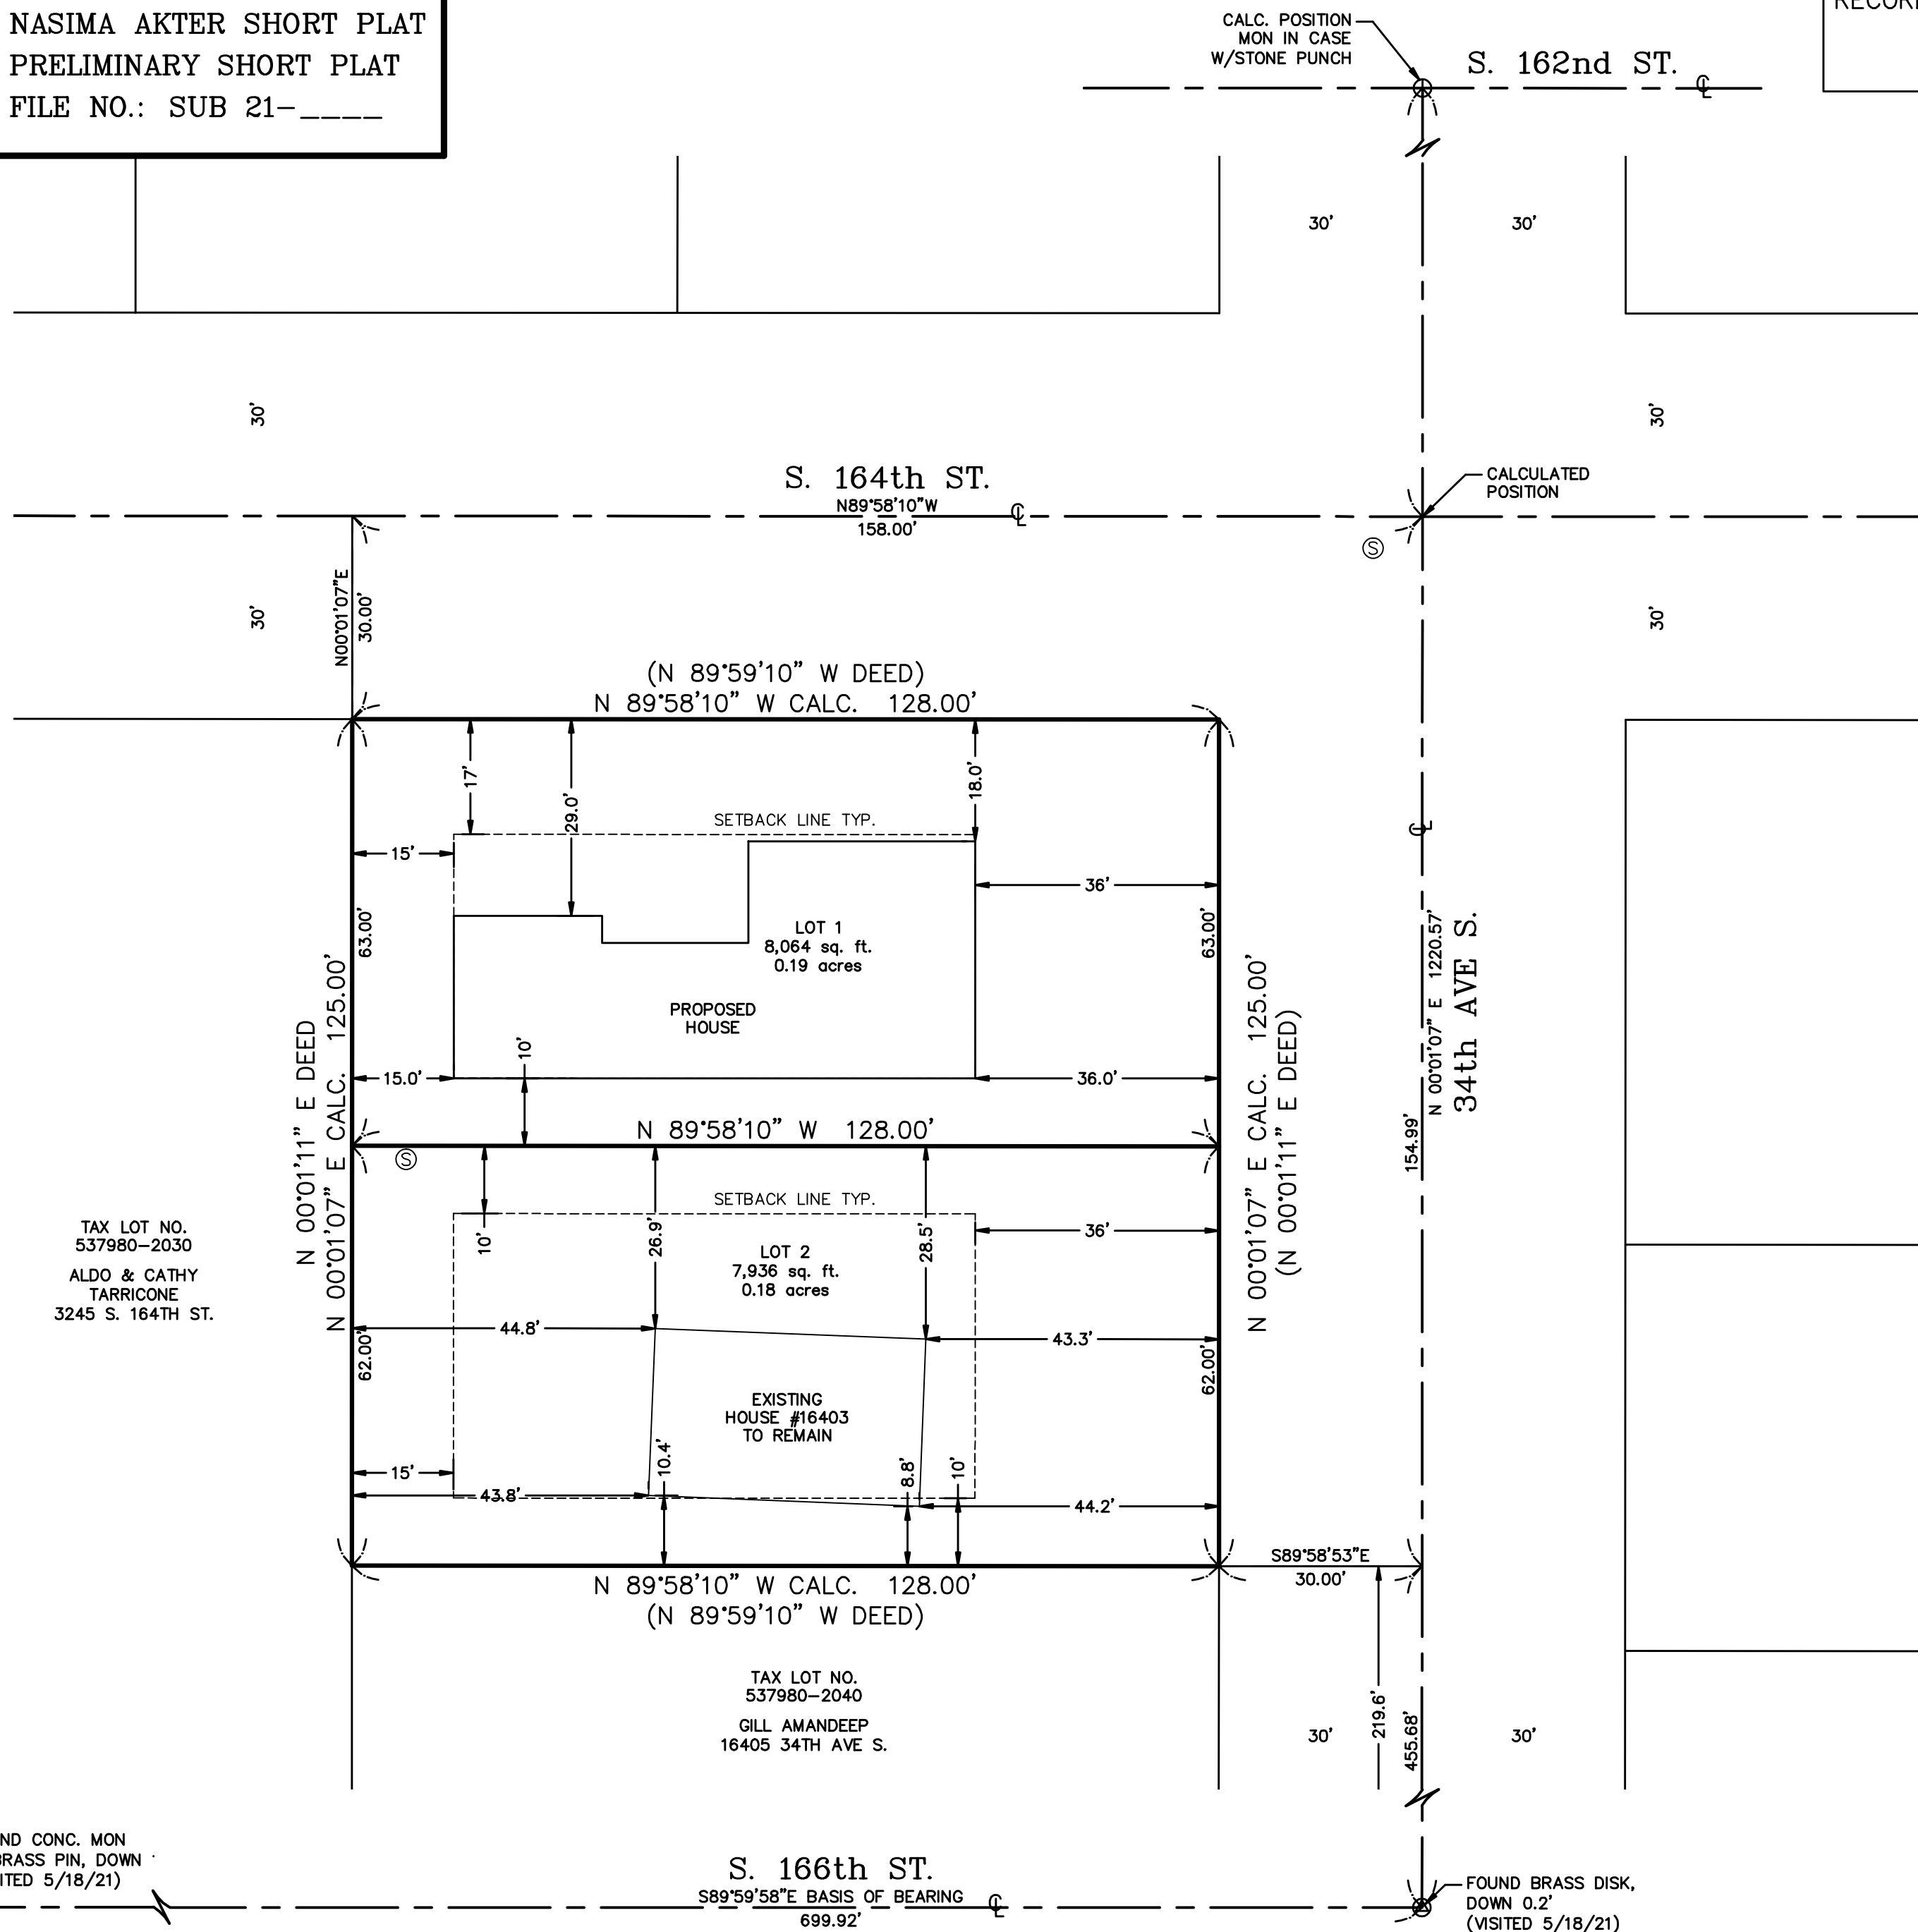 NASIMA AKTER SHORT PLAT
PRELIMINARY SHORT PLAT
FILE NO.: SUB 21-____
CALC. POSITION
MON IN CASE
W/STONE PUNCH
S. 162nd ST.
30'
30'
30'
30'
S. 164th ST.
N89°58'10"W
158.00'
CALCULATED
POSITION
S
30'
N00°01'07"E
30.00'
30'
(N 89°59'10" W DEED)
N 89°58'10" W CALC. 128.00'
17'
29.0'
18.0'
SETBACK LINE TYP.
15'
36'
63.00'
LOT 1
8,064 sq. ft.
0.19 acres
63.00'
PROPOSED
HOUSE
10'
15.0'
36.0'
N 00°01'11" E DEED
N 00°01'07" E CALC. 125.00'
N 00°01'07" E CALC. 125.00'
(N 00°01'11" E DEED)
154.99'
N 00°01'07" E 1220.57'
34th AVE S.
N 89°58'10" W 128.00'
S
SETBACK LINE TYP.
10'
26.9'
28.5'
36'
LOT 2
7,936 sq. ft.
0.18 acres
TAX LOT NO.
537980-2030
ALDO & CATHY
TARRICONE
3245 S. 164TH ST.
44.8'
43.3'
62.00'
62.00'
EXISTING
HOUSE #16403
TO REMAIN
15'
10.4'
8.8'
10'
43.8'
44.2'
S89°58'53"E
30.00'
N 89°58'10" W CALC. 128.00'
(N 89°59'10" W DEED)
TAX LOT NO.
537980-2040
GILL AMANDEEP
16405 34TH AVE S.
30'
219.6'
455.68'
30'
ND CONC. MON
BRASS PIN, DOWN
ITED 5/18/21)
S. 166th ST.
S89°59'58"E BASIS OF BEARING
699.92'
FOUND BRASS DISK,
DOWN 0.2'
(VISITED 5/18/21)